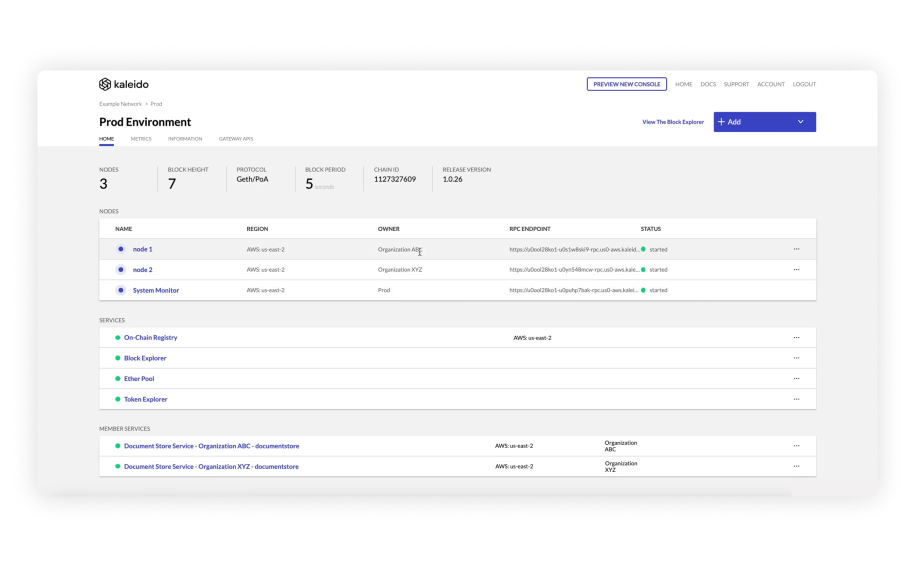 kaleido
PREVIEW NEW CONSOLE HOME DOCS SUPPORT ACCOUNT LOGOUT
Example Network • Prod
Prod Environment
View The Block Explorer + Add
HOME METRICS INFORMATION GATEWAY APIS
NODES BLOCK HEIGHT PROTOCOL BLOCK PERIOD CHAIN ID RELEASE VERSION
3 7 Geth/PoA 5 seconds 1127327609 1.0.26
NODES
NAME REGION OWNER RPC ENDPOINT STATUS
node 1 AWS: us-east-2 Organization ABC https://u0ool28ko1-u0s1w8ski9-rpc.us0-aws.kaleid... started ...
node 2 AWS: us-east-2 Organization XYZ https://u0ool28ko1-u0yn548mcw-rpc.us0-aws.kale... started ...
System Monitor AWS: us-east-2 Prod https://u0ool28ko1-u0puhp7bak-rpc.us0-aws.kalei... started
SERVICES
On-Chain Registry AWS: us-east-2 ...
Block Explorer ...
Ether Pool ...
Token Explorer ...
MEMBER SERVICES
Document Store Service - Organization ABC - documentstore AWS: us-east-2 Organization ABC ...
Document Store Service - Organization XYZ - documentstore AWS: us-east-2 Organization XYZ ...